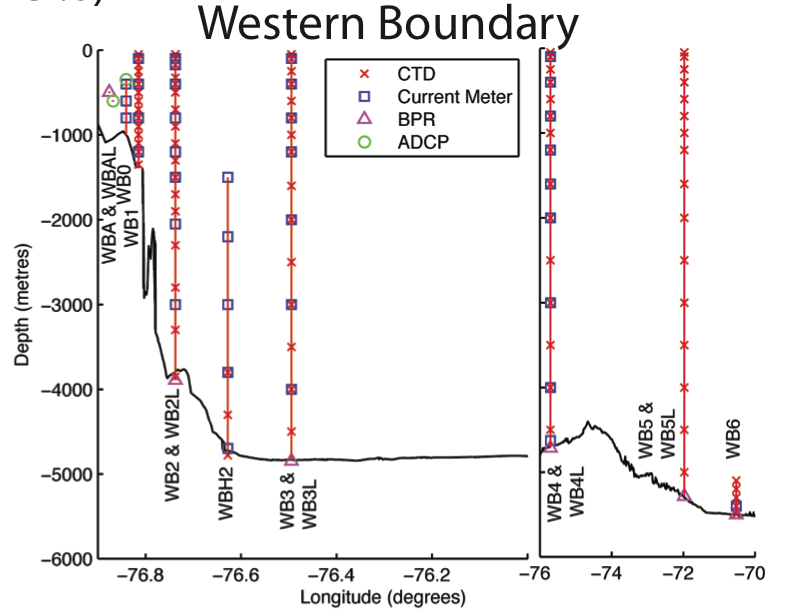 Western Boundary
CTD
Current Meter
BPR
ADCP
Depth (metres)
0
−1000
−2000
−3000
−4000
−5000
−6000
WBA & WBAL
WB0
WB1
WB2 & WB2L
WBH2
WB3 &
WB3L
WB4 &
WB4L
WB5 &
WB5L
WB6
−76.8
−76.6
−76.4
−76.2
−76
−74
−72
−70
Longitude (degrees)